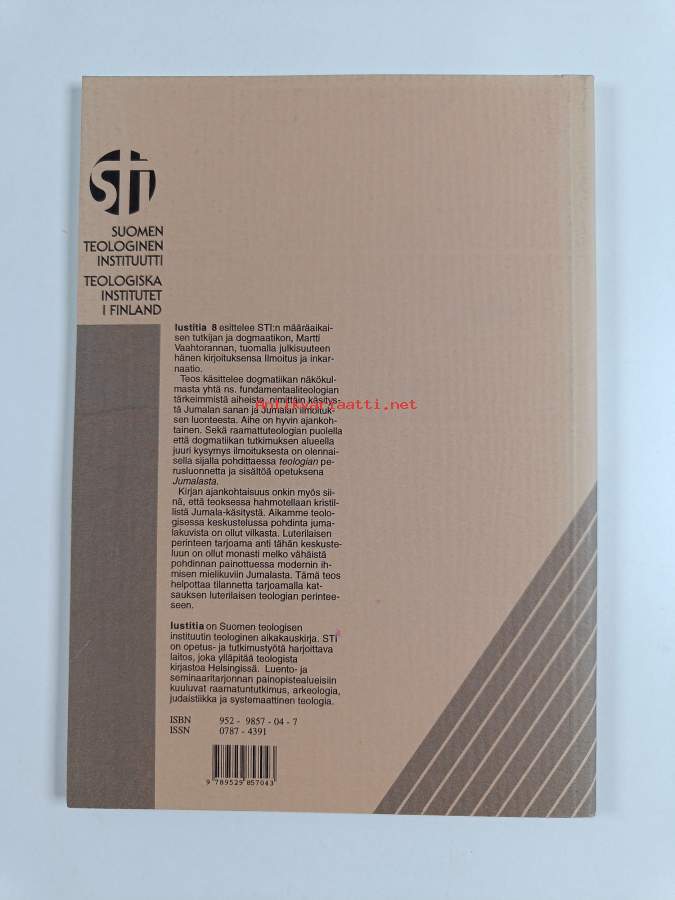 STi
SUOMEN
TEOLOGINEN
INSTITUUTTI
TEOLOGISKA
INSTITUTET
I FINLAND
Iustitia 8 esittelee STI:n määräaikai-
sen tutkijan ja dogmaatikon, Martti
Vaahtorannan, tuomalla julkisuuteen
hänen kirjoituksensa Ilmoitus ja inkar-
naatio.
Teos käsittelee dogmatiikan näkökul-
masta yhtä ns. fundamentaaliteologian
tärkeimmistä aiheista, nimittäin käsitys-
tä Jumalan sanan ja Jumalan ilmoituk-
sen luonteesta. Aihe on hyvin ajankoh-
tainen. Sekä raamattuteologian puolella
että dogmatiikan tutkimuksen alueella
juuri kysymys ilmoituksesta on olennai-
sella sijalla pohdittaessa teologian pe-
rusluonnetta ja sisältöä opetuksena
Jumalasta.
Kirjan ajankohtaisuus onkin myös sii-
nä, että teoksessa hahmotellaan kristil-
listä Jumala-käsitystä. Aikamme teolo-
gisessa keskustelussa pohdinta juma-
lakuvista on ollut vilkasta. Luterilaisen
perinteen tarjoama anti tähän keskuste-
luun on ollut monasti melko vähäistä
pohdinnan painottuessa modernin ih-
misen mielikuviin Jumalasta. Tämä teos
helpottaa tilannetta tarjoamalla kat-
sauksen luterilaisen teologian perintee-
seen.
Iustitia on Suomen teologisen
instituutin teologinen aikakauskirja. STI
on opetus- ja tutkimustyötä harjoittava
laitos, joka ylläpitää teologista
kirjastoa Helsingissä. Luento- ja
seminaaritarjonnan painopistealueisiin
kuuluvat raamatuntutkimus, arkeologia,
judaistiikka ja systemaattinen teologia.
ISBN 952 - 9857 - 04 - 7
ISSN 0787 - 4391
9 789529 857043
Antikvariaatti.net